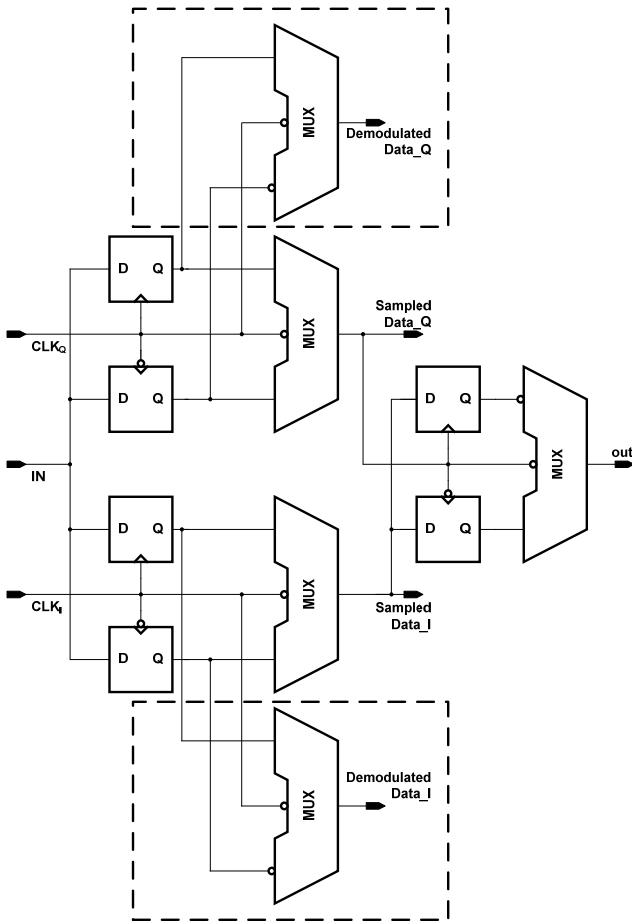 MUX
Demodulated
Data_Q
D Q
CLKQ
D Q
MUX
Sampled
Data_Q
IN
D Q
CLKI
D Q
MUX
Sampled
Data_I
D Q
D Q
MUX
out
MUX
Demodulated
Data_I